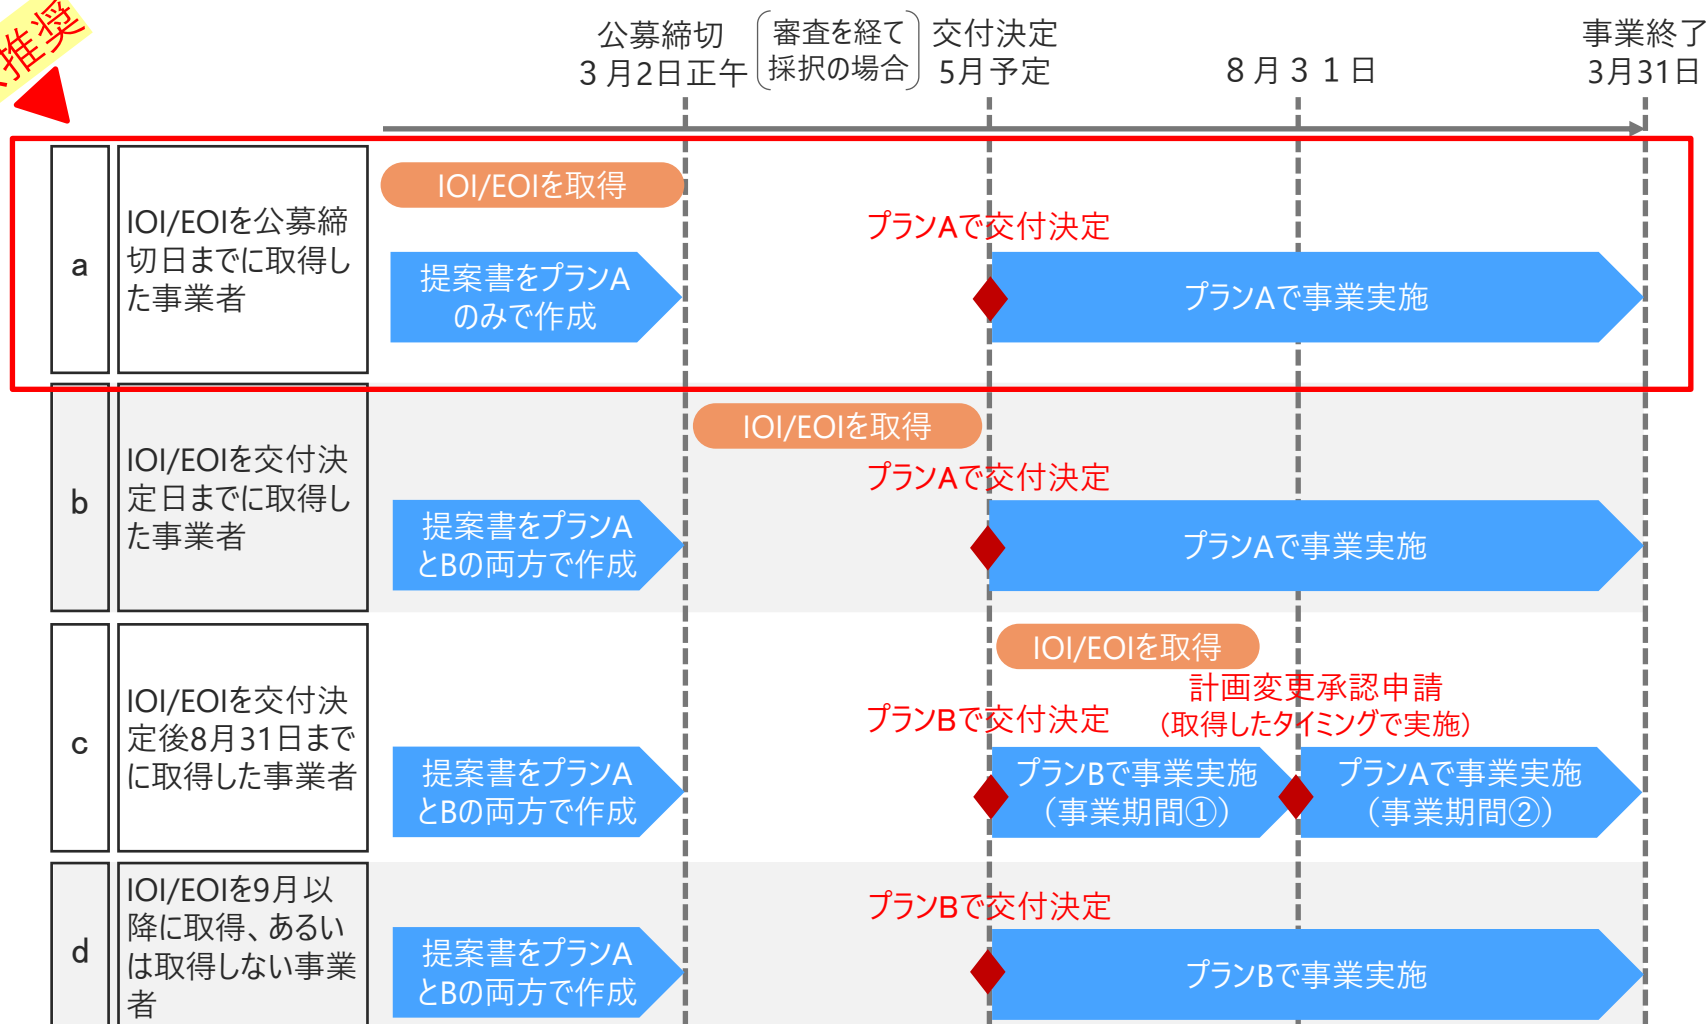 推奨
公募締切
３月2日正午
審査を経て
採択の場合
交付決定
5月予定
８月３１日
事業終了
3月31日
a
IOI/EOIを公募締
切日までに取得し
た事業者
IOI/EOIを取得
提案書をプランA
のみで作成
プランAで交付決定
プランAで事業実施
b
IOI/EOIを交付決
定日までに取得し
た事業者
IOI/EOIを取得
提案書をプランA
とBの両方で作成
プランAで交付決定
プランAで事業実施
c
IOI/EOIを交付決
定後8月31日まで
に取得した事業者
IOI/EOIを取得
計画変更承認申請
（取得したタイミングで実施）
提案書をプランA
とBの両方で作成
プランBで交付決定
プランBで事業実施
（事業期間①）
プランAで事業実施
（事業期間②）
d
IOI/EOIを9月以
降に取得、あるい
は取得しない事業
者
提案書をプランA
とBの両方で作成
プランBで交付決定
プランBで事業実施